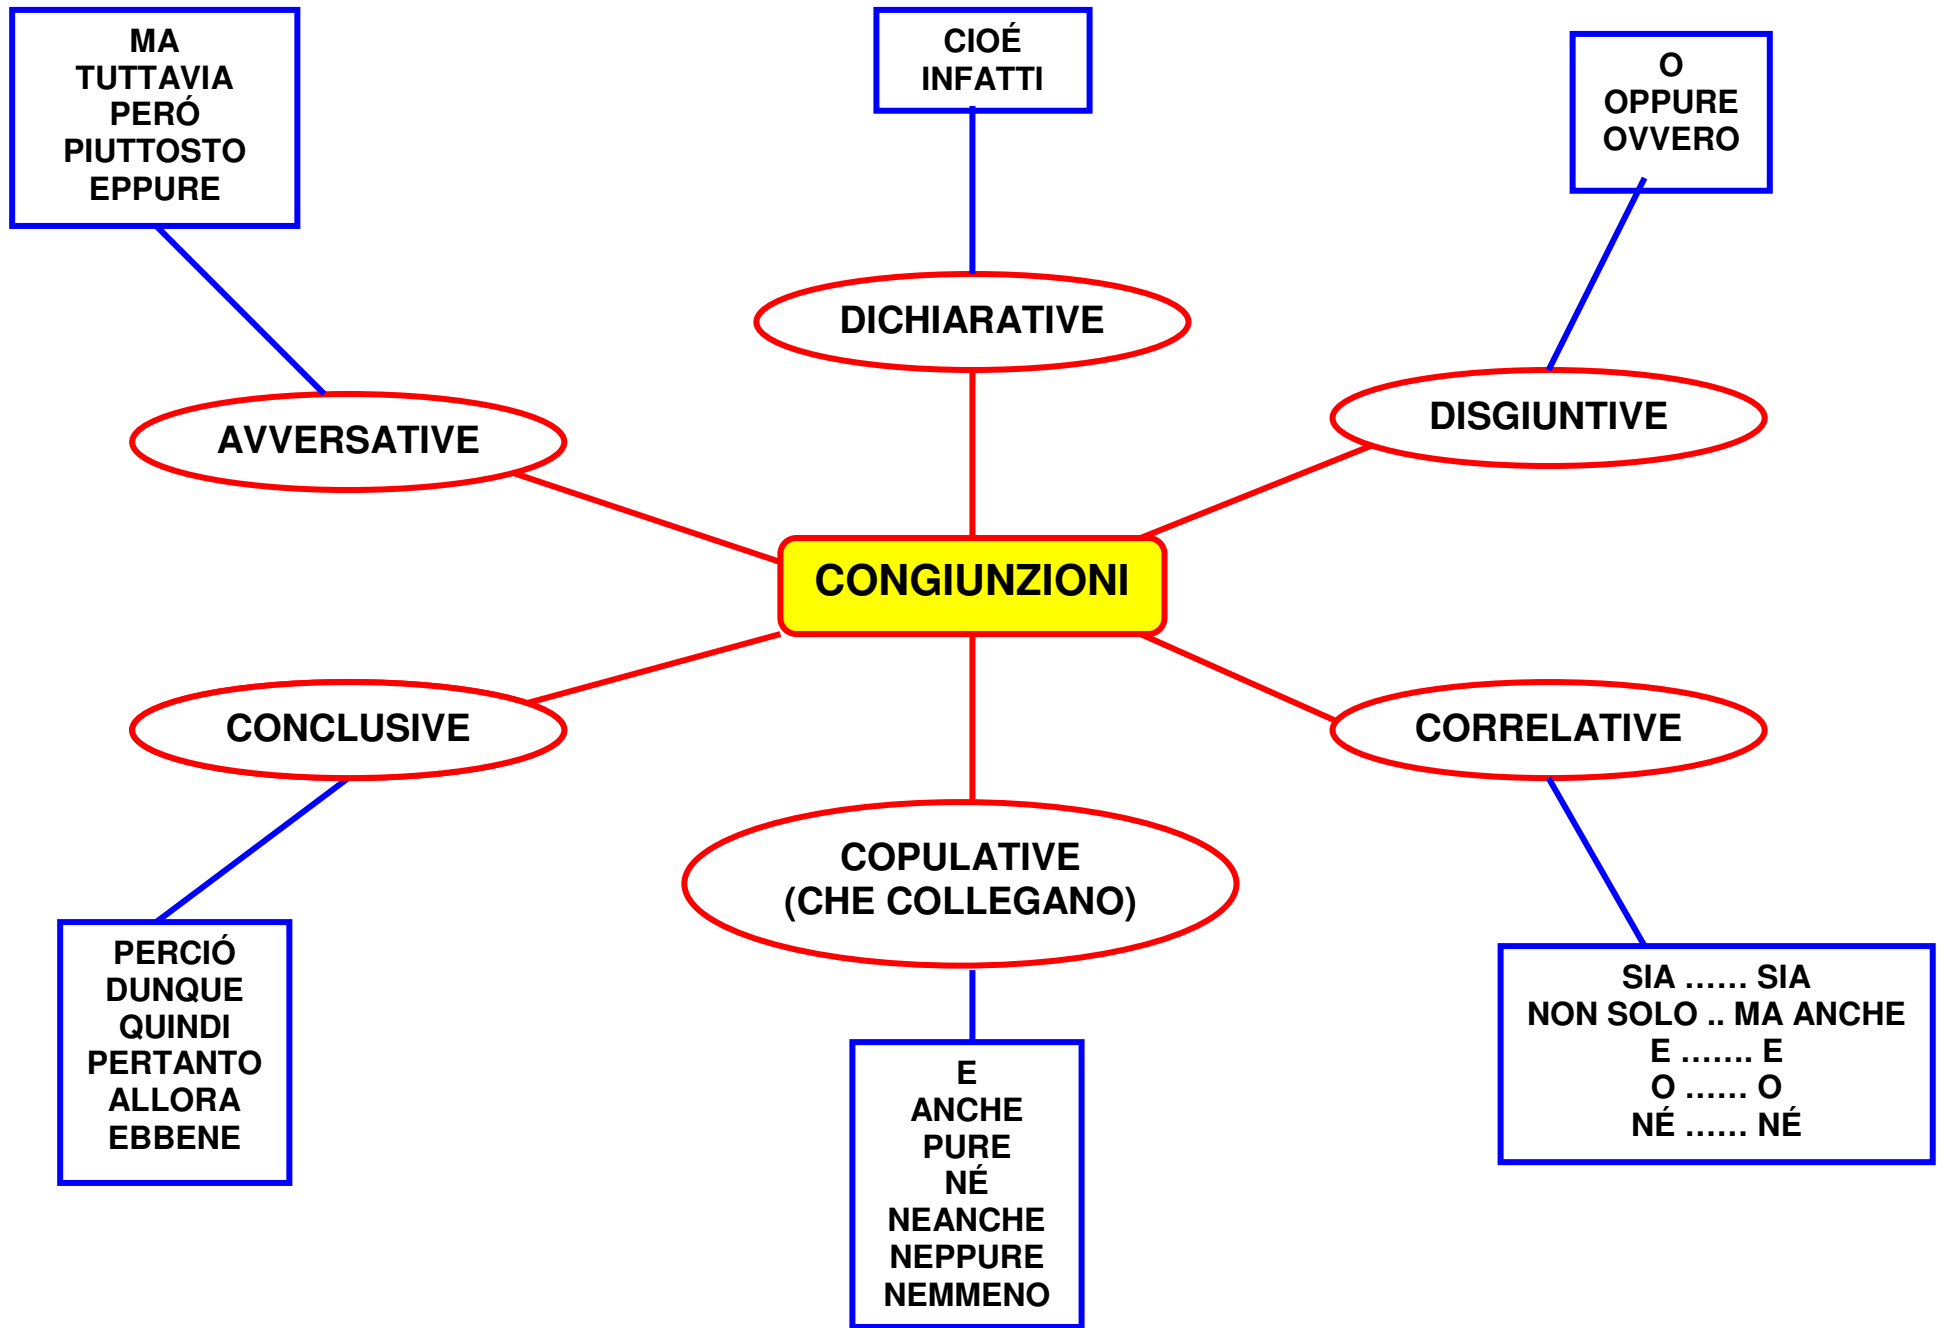 MA
TUTTAVIA
PERÓ
PIUTTOSTO
EPPURE
CIOÉ
INFATTI
O
OPPURE
OVVERO
DICHIARATIVE
AVVERSATIVE
DISGIUNTIVE
CONGIUNZIONI
CONCLUSIVE
CORRELATIVE
COPULATIVE
(CHE COLLEGANO)
PERCIÓ
DUNQUE
QUINDI
PERTANTO
ALLORA
EBBENE
E
ANCHE
PURE
NÉ
NEANCHE
NEPPURE
NEMMENO
SIA ...... SIA
NON SOLO .. MA ANCHE
E ....... E
O ...... O
NÉ ...... NÉ